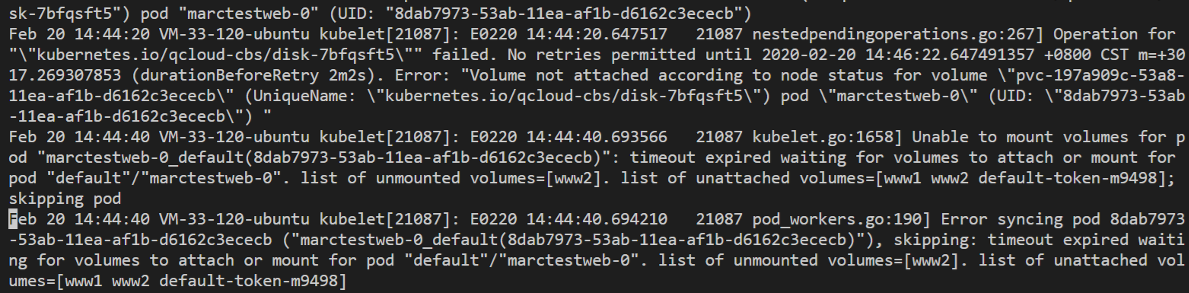 sk-7bfqsft5") pod "marctestweb-0" (UID: "8dab7973-53ab-11ea-af1b-d6162c3ececb")
Feb 20 14:44:20 VM-33-120-ubuntu kubelet[21087]: E0220 14:44:20.647517   21087 nestedpendingoperations.go:267] Operation for
"\"kubernetes.io/qcloud-cbs/disk-7bfqsft5\"" failed. No retries permitted until 2020-02-20 14:46:22.647491357 +0800 CST m=+30
17.269307853 (durationBeforeRetry 2m2s). Error: "Volume not attached according to node status for volume \"pvc-197a909c-53a8-
11ea-af1b-d6162c3ececb\" (UniqueName: \"kubernetes.io/qcloud-cbs/disk-7bfqsft5\") pod \"marctestweb-0\" (UID: \"8dab7973-53ab
-11ea-af1b-d6162c3ececb\") "
Feb 20 14:44:40 VM-33-120-ubuntu kubelet[21087]: E0220 14:44:40.693566   21087 kubelet.go:1658] Unable to mount volumes for p
od "marctestweb-0_default(8dab7973-53ab-11ea-af1b-d6162c3ececb)": timeout expired waiting for volumes to attach or mount for
pod "default"/"marctestweb-0". list of unmounted volumes=[www2]. list of unattached volumes=[www1 www2 default-token-m9498];
skipping pod
Feb 20 14:44:40 VM-33-120-ubuntu kubelet[21087]: E0220 14:44:40.694210   21087 pod_workers.go:190] Error syncing pod 8dab7973
-53ab-11ea-af1b-d6162c3ececb ("marctestweb-0_default(8dab7973-53ab-11ea-af1b-d6162c3ececb)"), skipping: timeout expired waiti
ng for volumes to attach or mount for pod "default"/"marctestweb-0". list of unmounted volumes=[www2]. list of unattached vol
umes=[www1 www2 default-token-m9498]